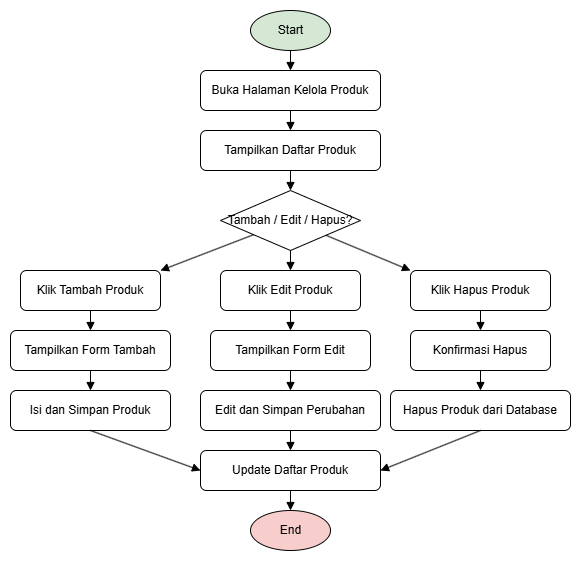 Start
Buka Halaman Kelola Produk
Tampilkan Daftar Produk
Tambah / Edit / Hapus?
Klik Tambah Produk
Klik Edit Produk
Klik Hapus Produk
Tampilkan Form Tambah
Tampilkan Form Edit
Konfirmasi Hapus
Isi dan Simpan Produk
Edit dan Simpan Perubahan
Hapus Produk dari Database
Update Daftar Produk
End